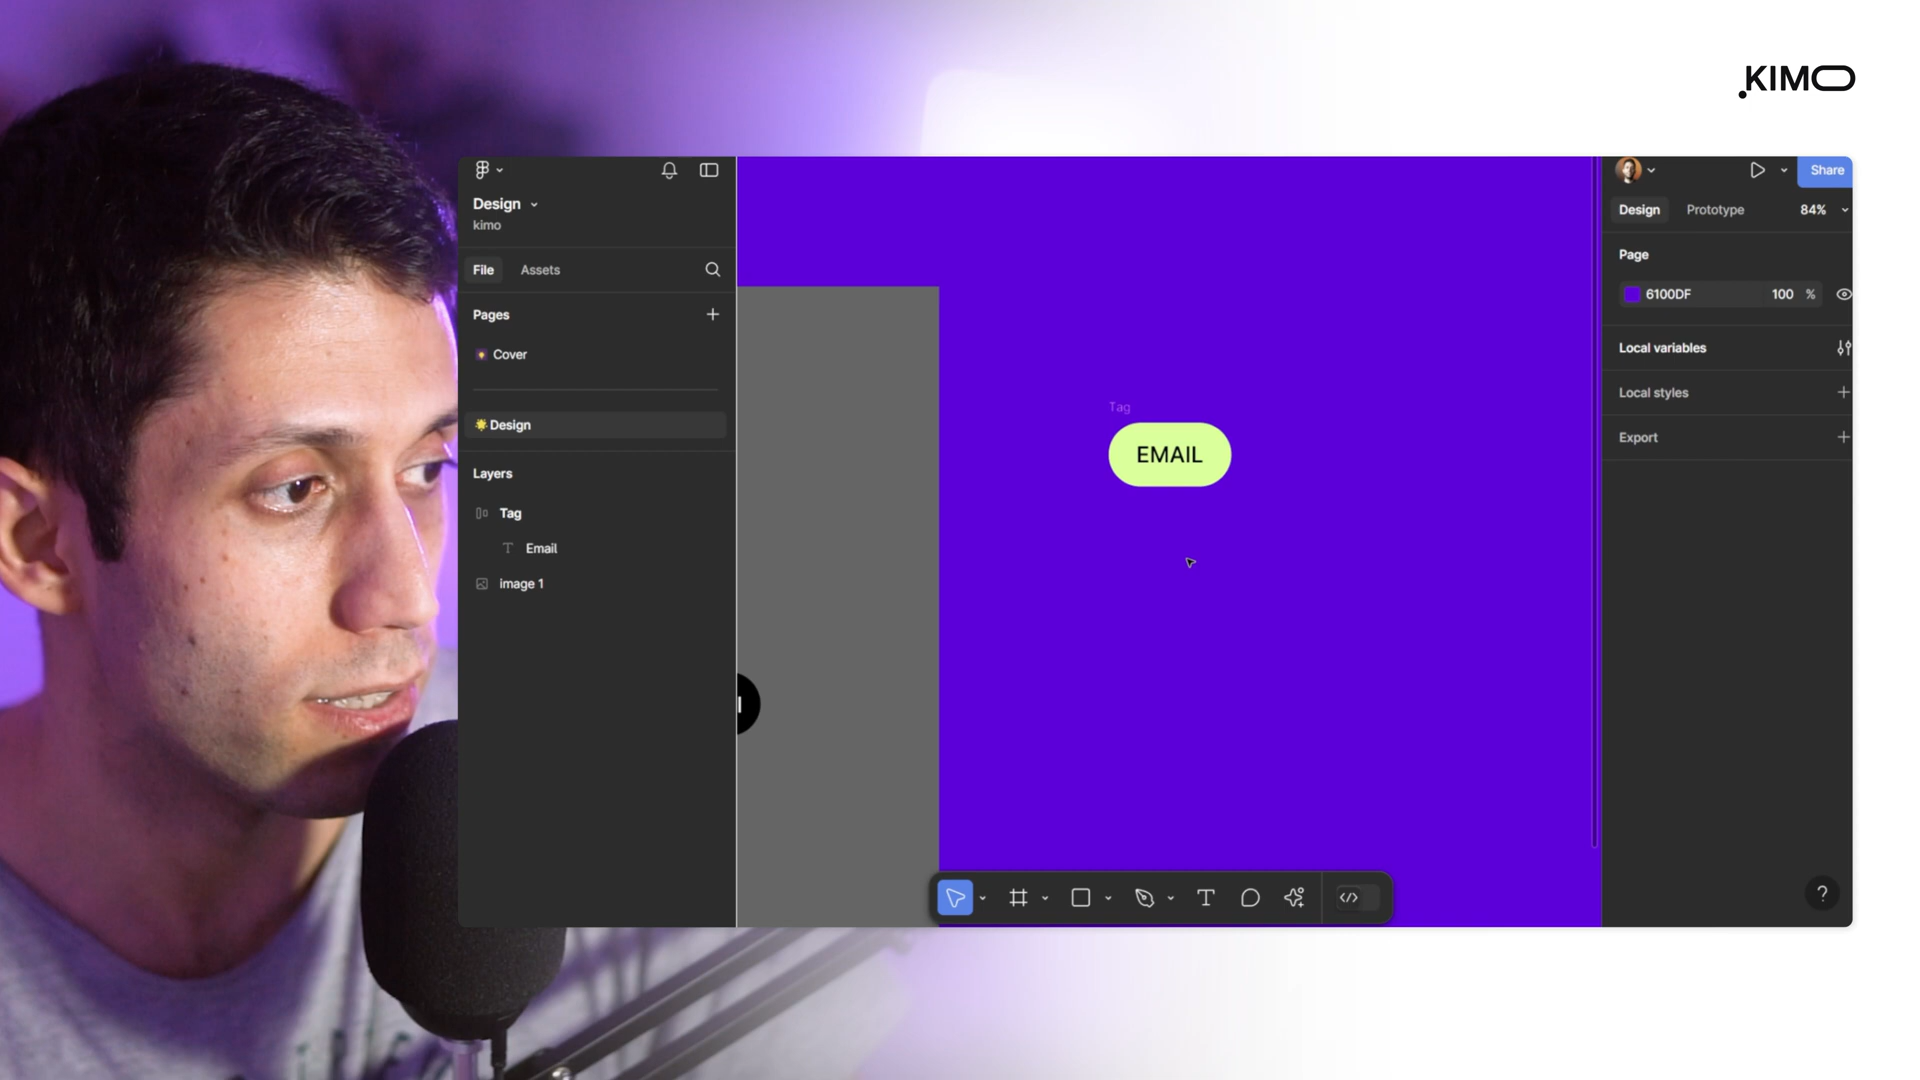 KIMO
Share
Design
kimo
Design
Prototype
84%
File
Assets
Page
6100DF
100
%
Pages
Local variables
Cover
Local styles
Tag
Design
Export
EMAIL
Layers
Tag
T
Email
image 1
T
</>
?